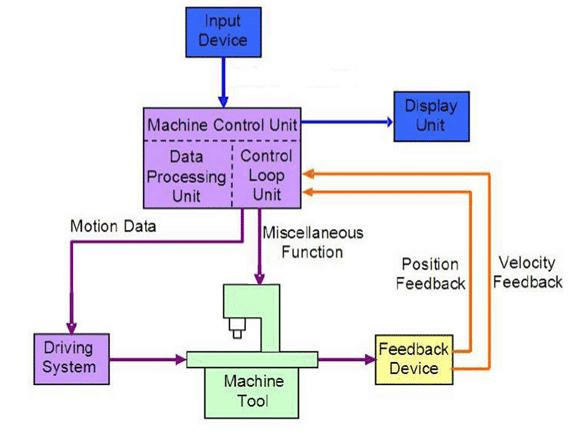 Input
Device
Machine Control Unit
Display
Unit
Data
Processing
Unit
Control
Loop
Unit
Motion Data
Miscellaneous
Function
Position
Feedback
Velocity
Feedback
Driving
System
Machine
Tool
Feedback
Device